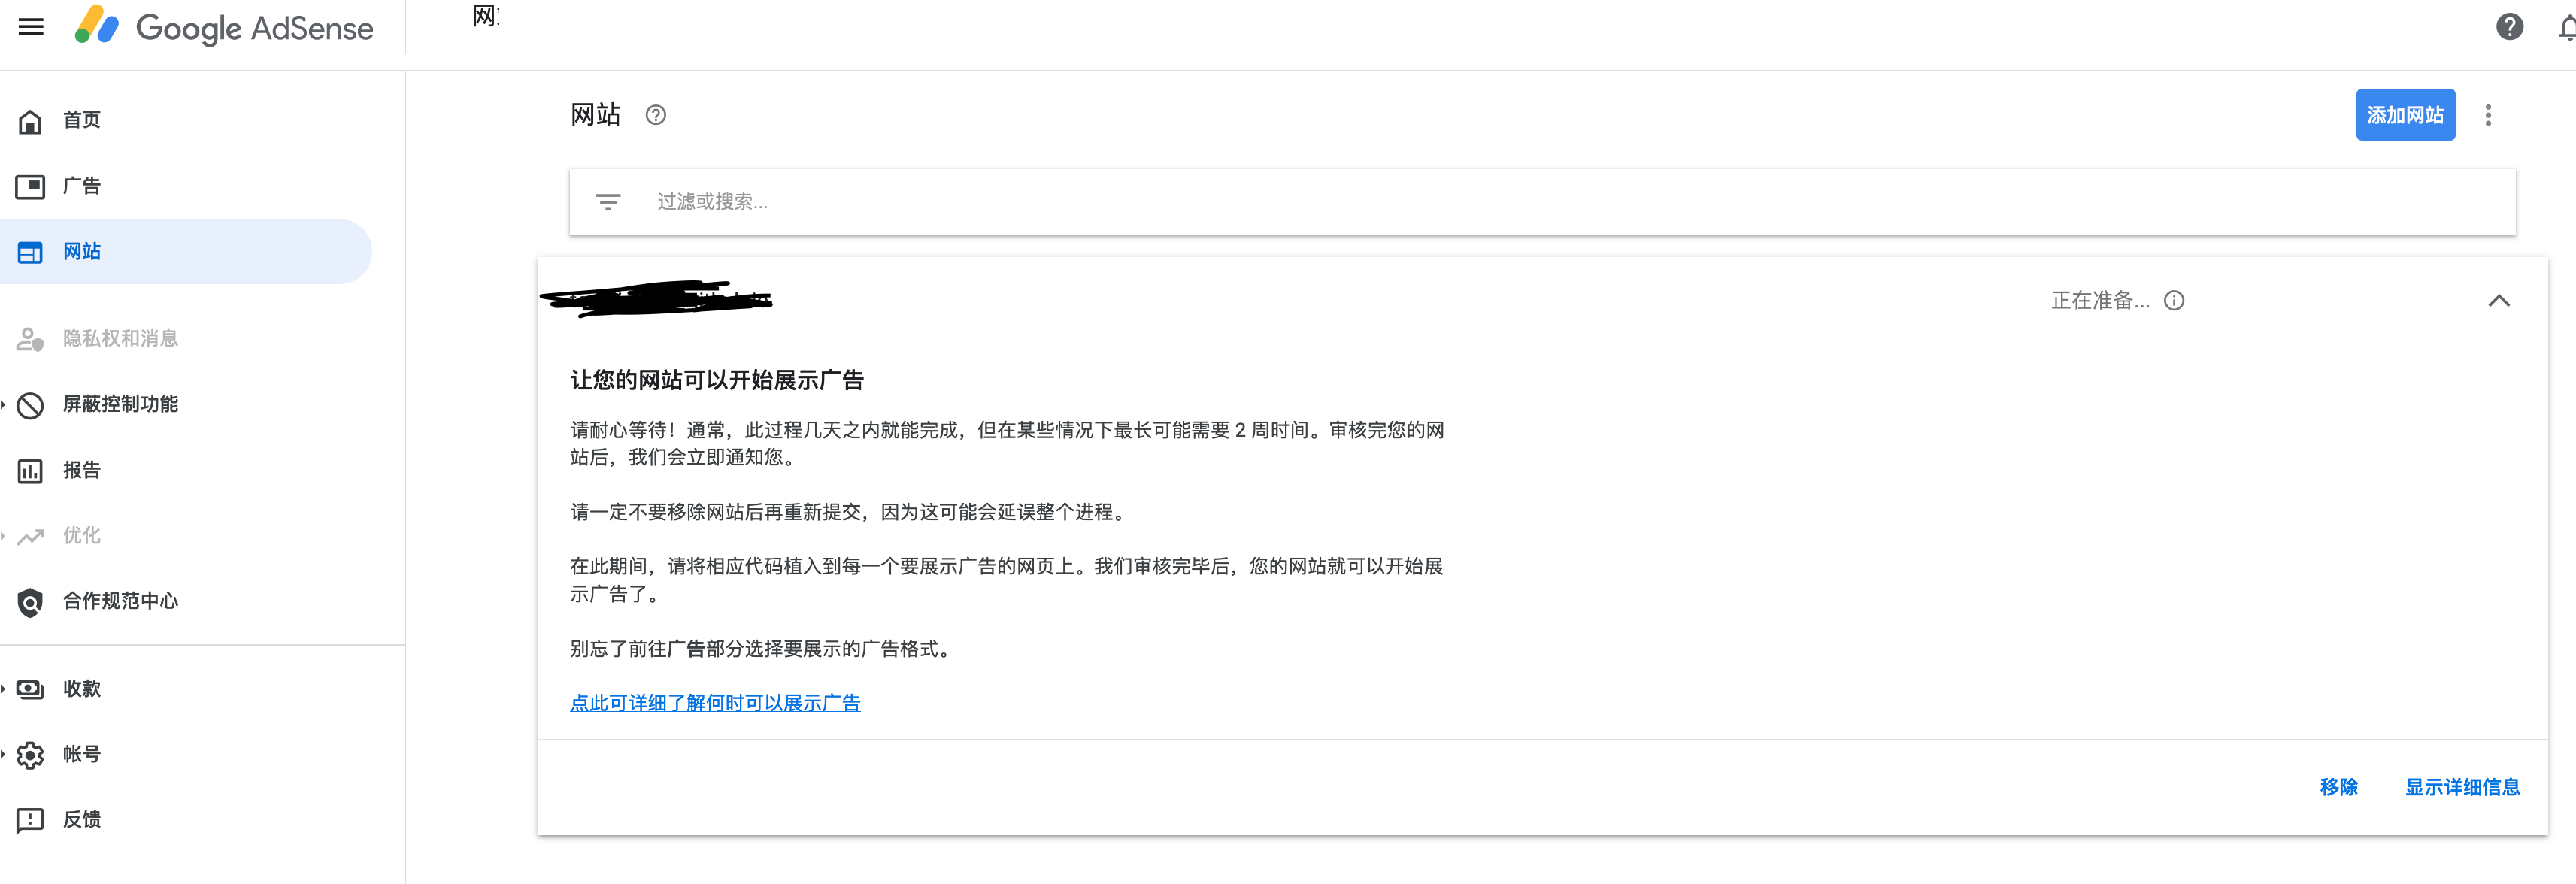 Google AdSense
网
首页
广告
网站
隐私权和消息
屏蔽控制功能
报告
优化
合作规范中心
收款
帐号
反馈
网站
添加网站
过滤或搜索...
正在准备...
让您的网站可以开始展示广告
请耐心等待！通常，此过程几天之内就能完成，但在某些情况下最长可能需要 2 周时间。审核完您的网
站后，我们会立即通知您。
请一定不要移除网站后再重新提交，因为这可能会延误整个进程。
在此期间，请将相应代码植入到每一个要展示广告的网页上。我们审核完毕后，您的网站就可以开始展
示广告了。
别忘了前往广告部分选择要展示的广告格式。
点此可详细了解何时可以展示广告
移除
显示详细信息